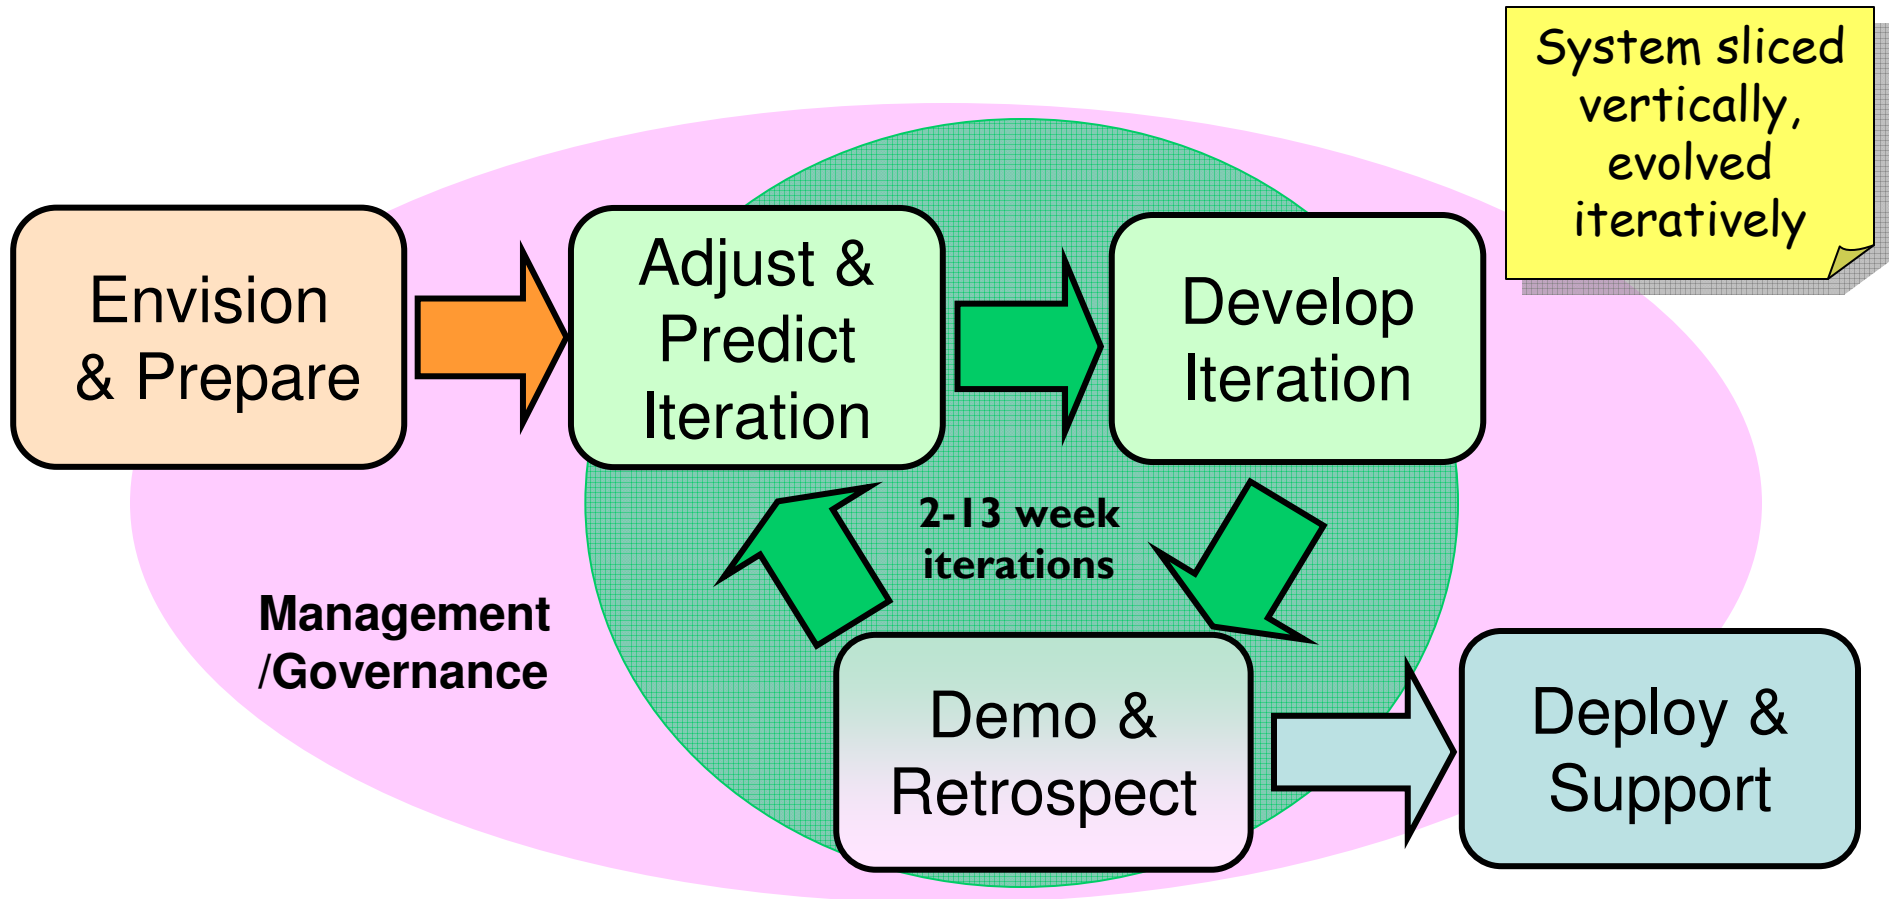 System sliced
vertically,
evolved
iteratively
Envision
& Prepare
Adjust &
Predict
Iteration
Develop
Iteration
2-13 week
iterations
Management
/Governance
Demo &
Retrospect
Deploy &
Support